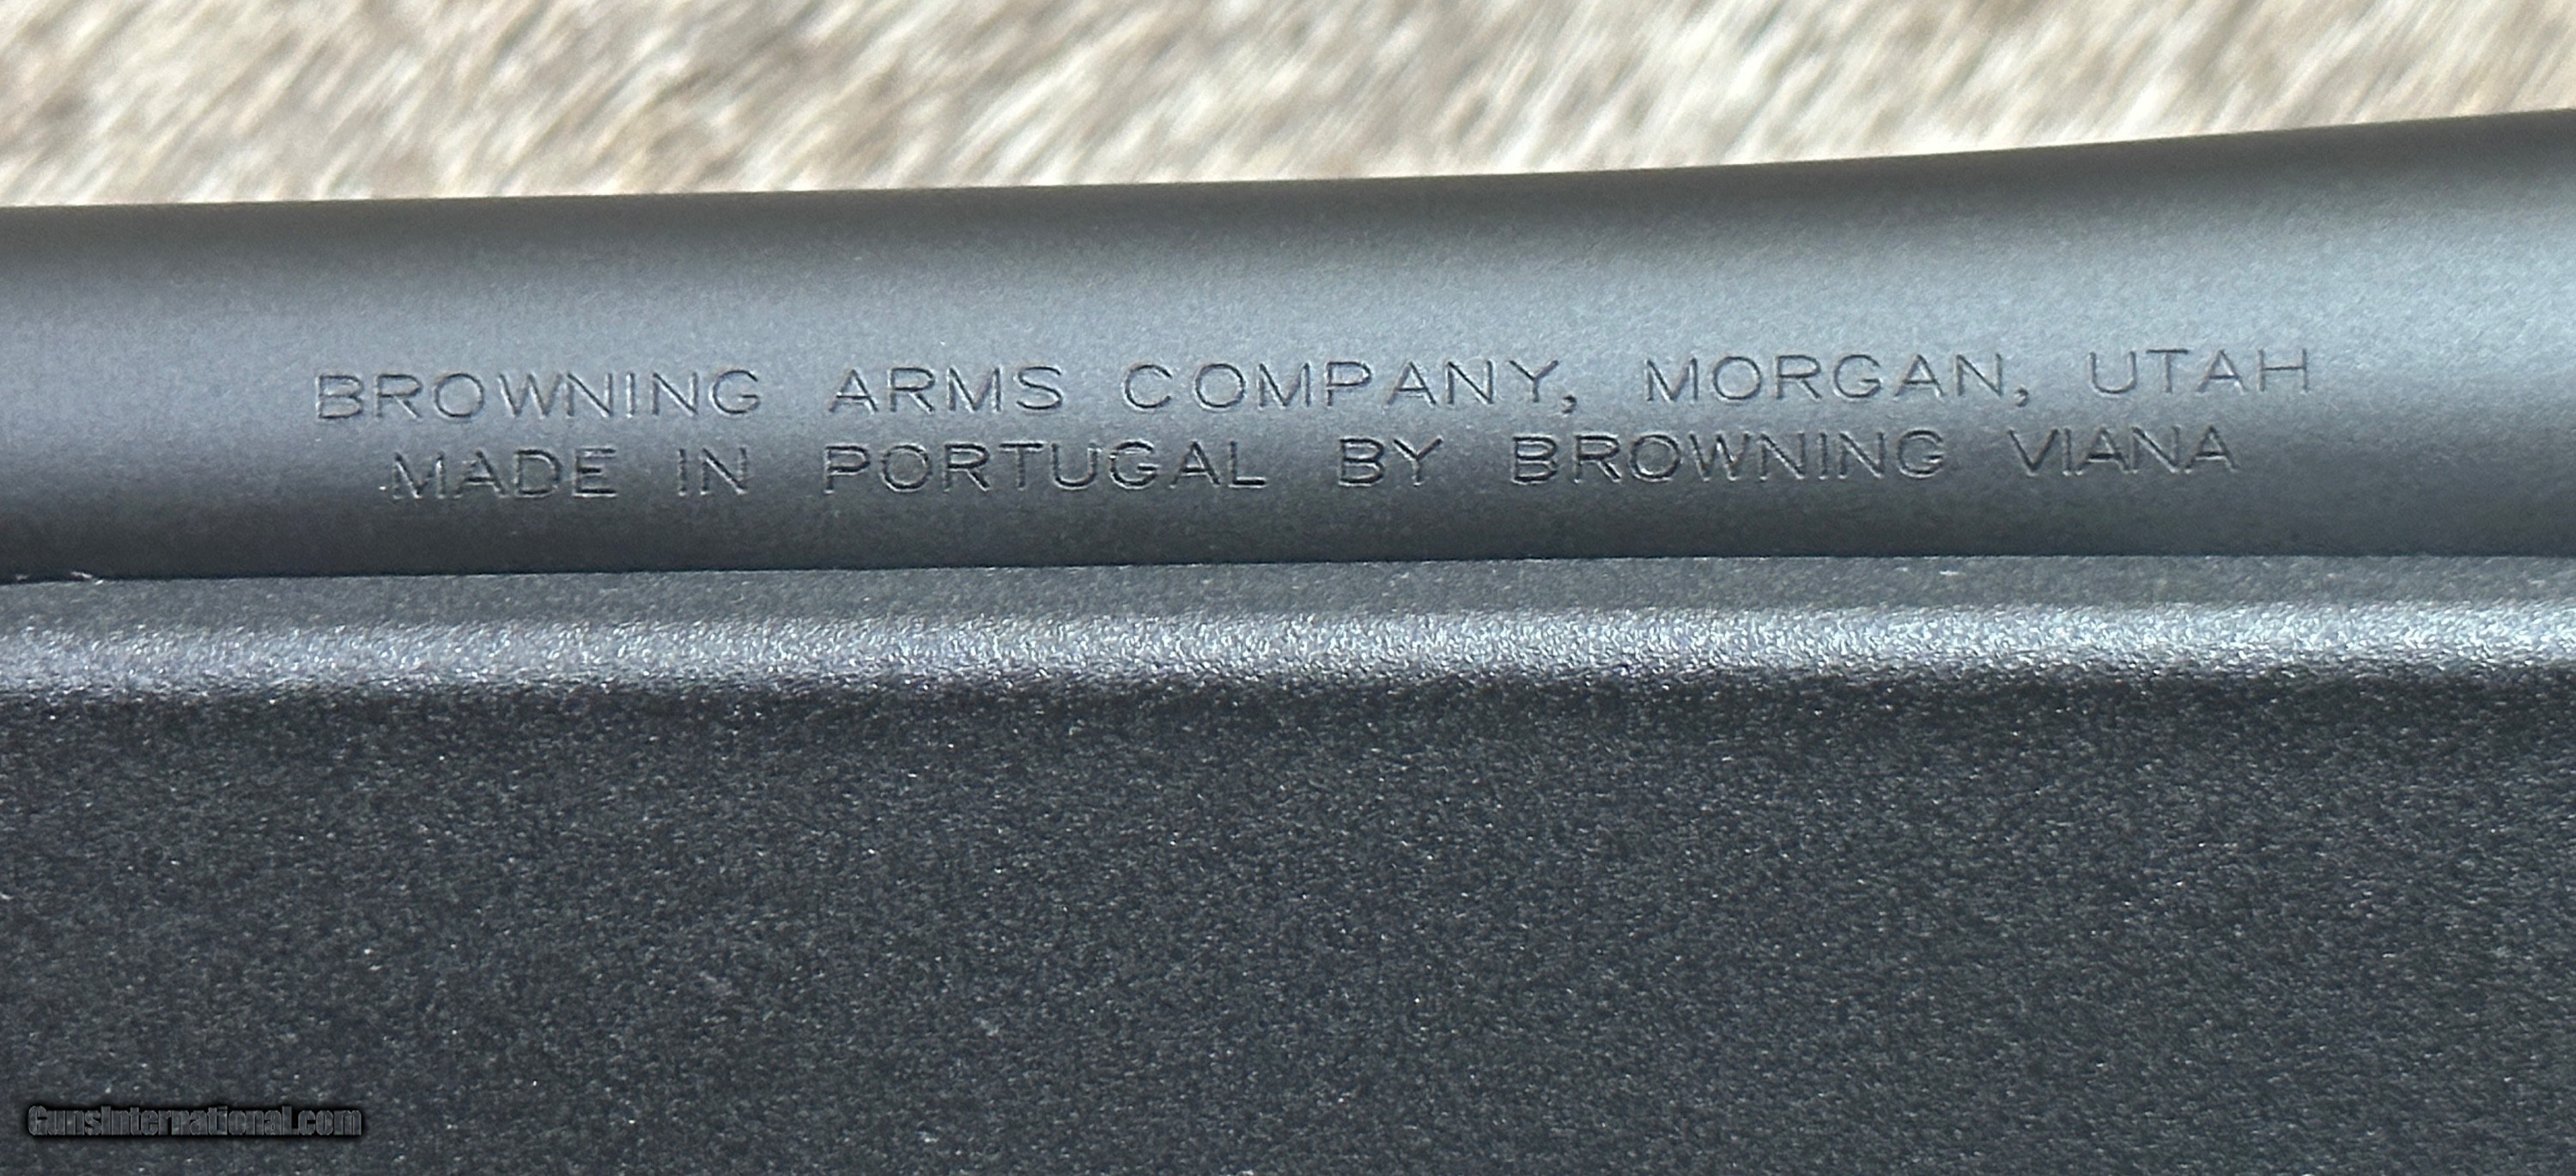 BROWNING ARMS COMPANY, MORGAN, UTAH
MADE IN PORTUGAL BY BROWNING VIANA
GunsInternational.com